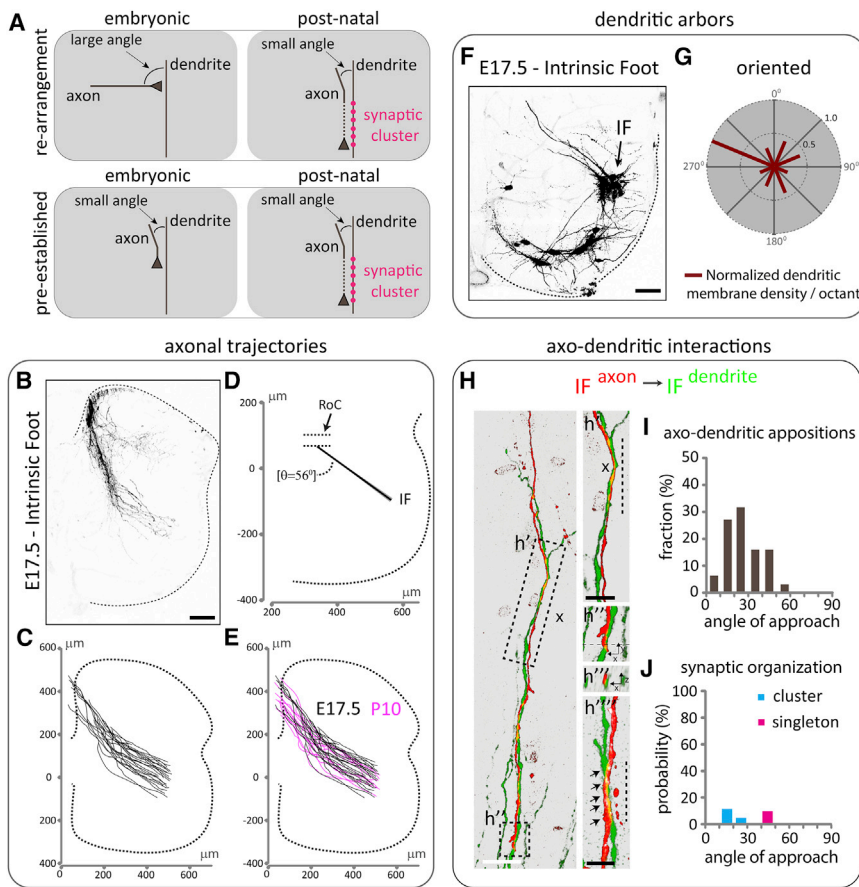 A
embryonic
post-natal
re-arrangement
large angle
dendrite
axon
small angle
dendrite
axon
synaptic
cluster
pre-established
embryonic
post-natal
small angle
dendrite
axon
small angle
dendrite
axon
synaptic
cluster
dendritic arbors
F
E17.5 - Intrinsic Foot
IF
G
oriented
0⁰
1.0
0.5
270⁰
90⁰
180⁰
Normalized dendritic
membrane density / octant
axonal trajectories
B
E17.5 - Intrinsic Foot
D
μm
200
0
-200
-400
RoC
[θ=56⁰]
IF
200
400
600
μm
C
μm
600
400
200
0
200
400
0
200
400
600
μm
E
μm
600
400
200
0
200
400
E17.5
P10
0
200
400
600
μm
axo-dendritic interactions
H
IF axon → IF dendrite
h'
x
h''
h'
x
h''
x
h'''
x
h''''
I
axo-dendritic appositions
fraction (%)
50
40
30
20
10
0
0
30
60
90
angle of approach
J
synaptic organization
probability (%)
100
80
60
40
20
0
cluster
singleton
0
30
60
90
angle of approach